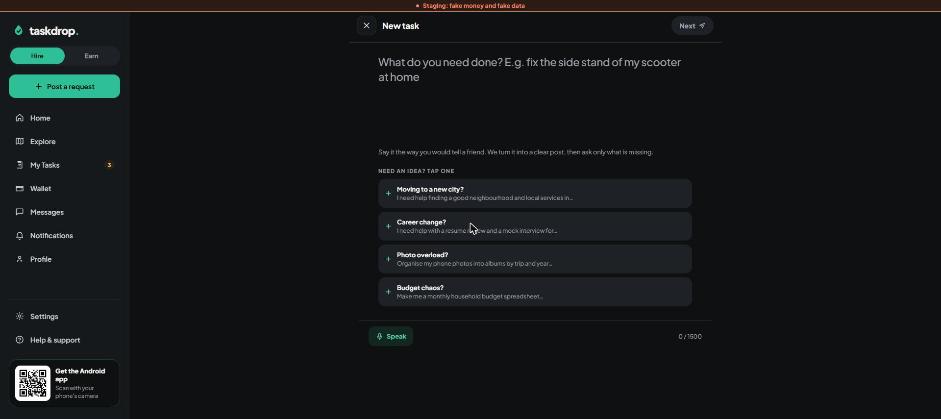 Staging: fake money and fake data
taskdrop.
Hire
Earn
Post a request
Home
Explore
My Tasks
3
Wallet
Messages
Notifications
Profile
Settings
Help & support
Get the Android
app
Scan with your
phone's camera
New task
Next
What do you need done? E.g. fix the side stand of my scooter
at home
Say it the way you would tell a friend. We turn it into a clear post, then ask only what is missing.
NEED AN IDEA? TAP ONE
Moving to a new city?
I need help finding a good neighbourhood and local services in...
Career change?
I need help with a resume and a mock interview for...
Photo overload?
Organise my phone photos into albums by trip and year...
Budget chaos?
Make me a monthly household budget spreadsheet...
Speak
0 / 1500